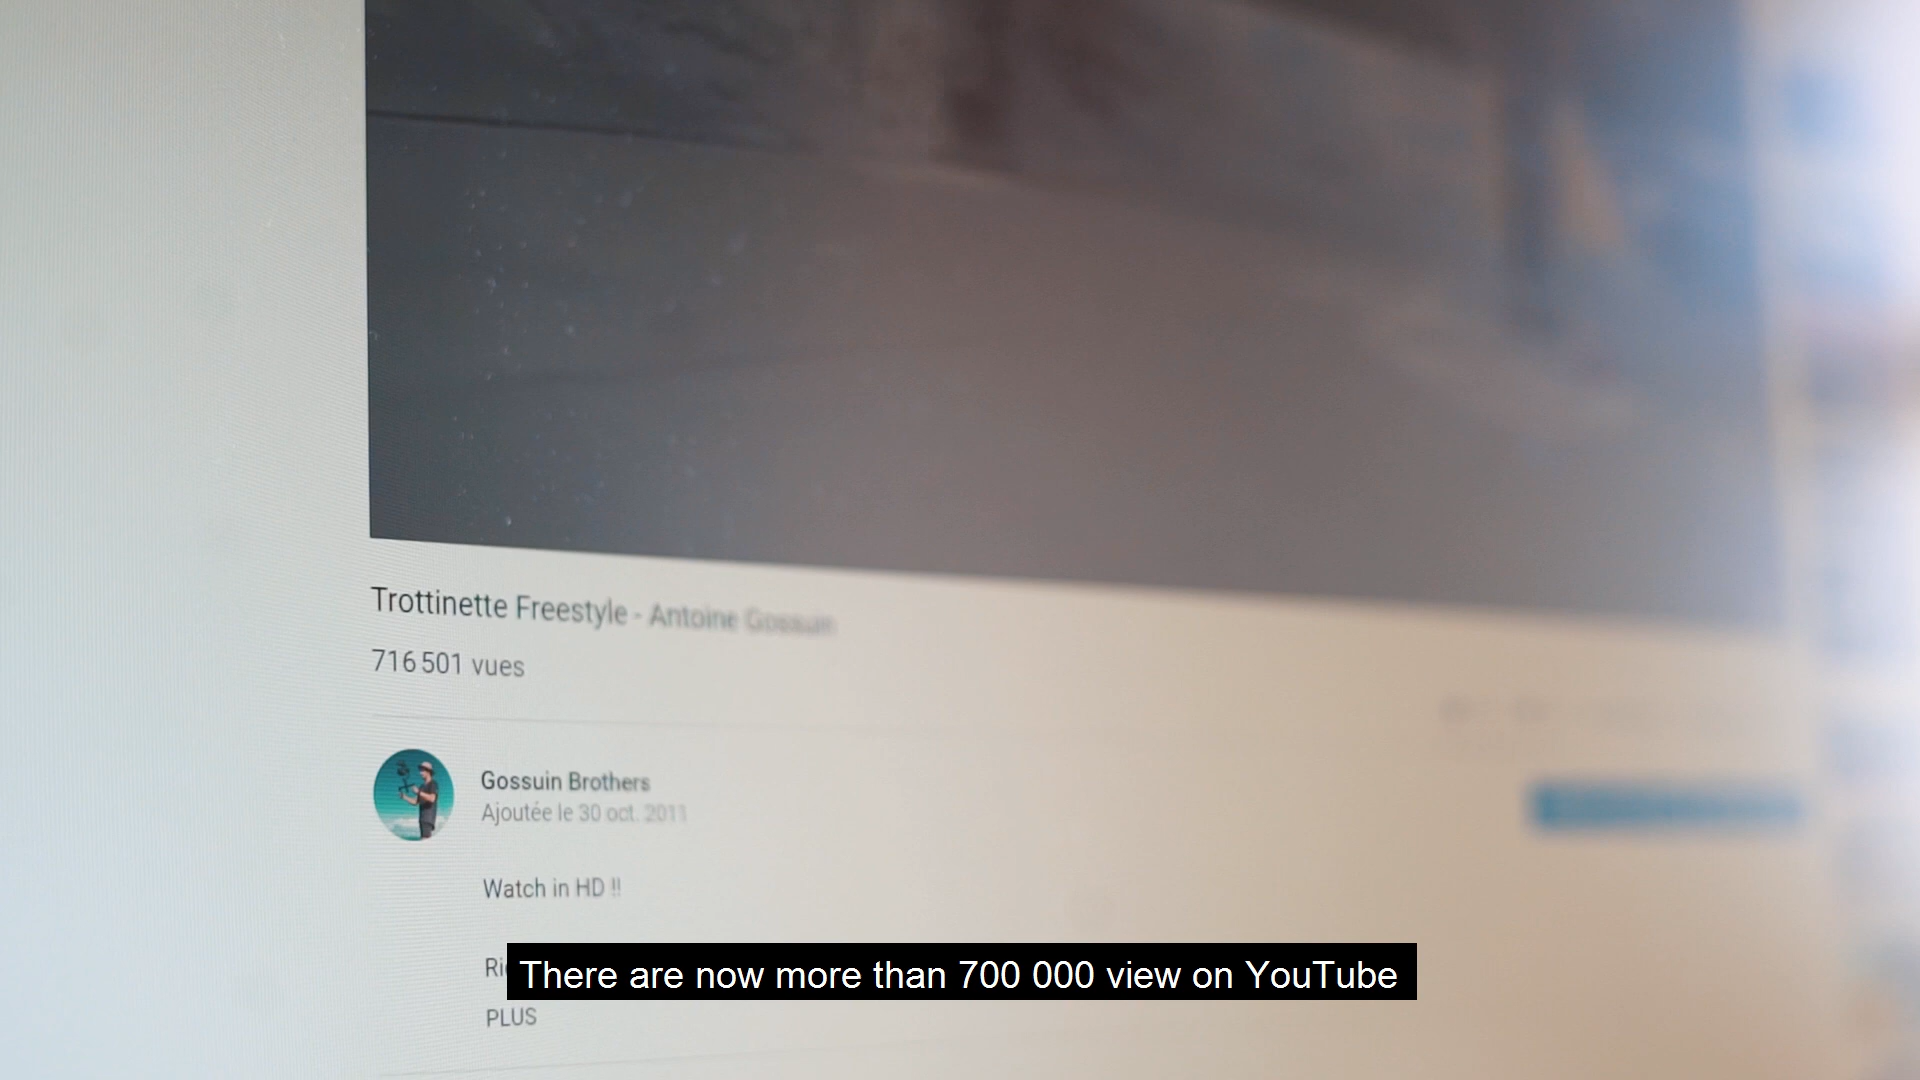 Trottinette Freestyle - Antoine Gossuin
716 501 vues
Gossuin Brothers
Ajoutée le 30 oct. 2011
Watch in HD !!
There are now more than 700 000 view on YouTube
PLUS